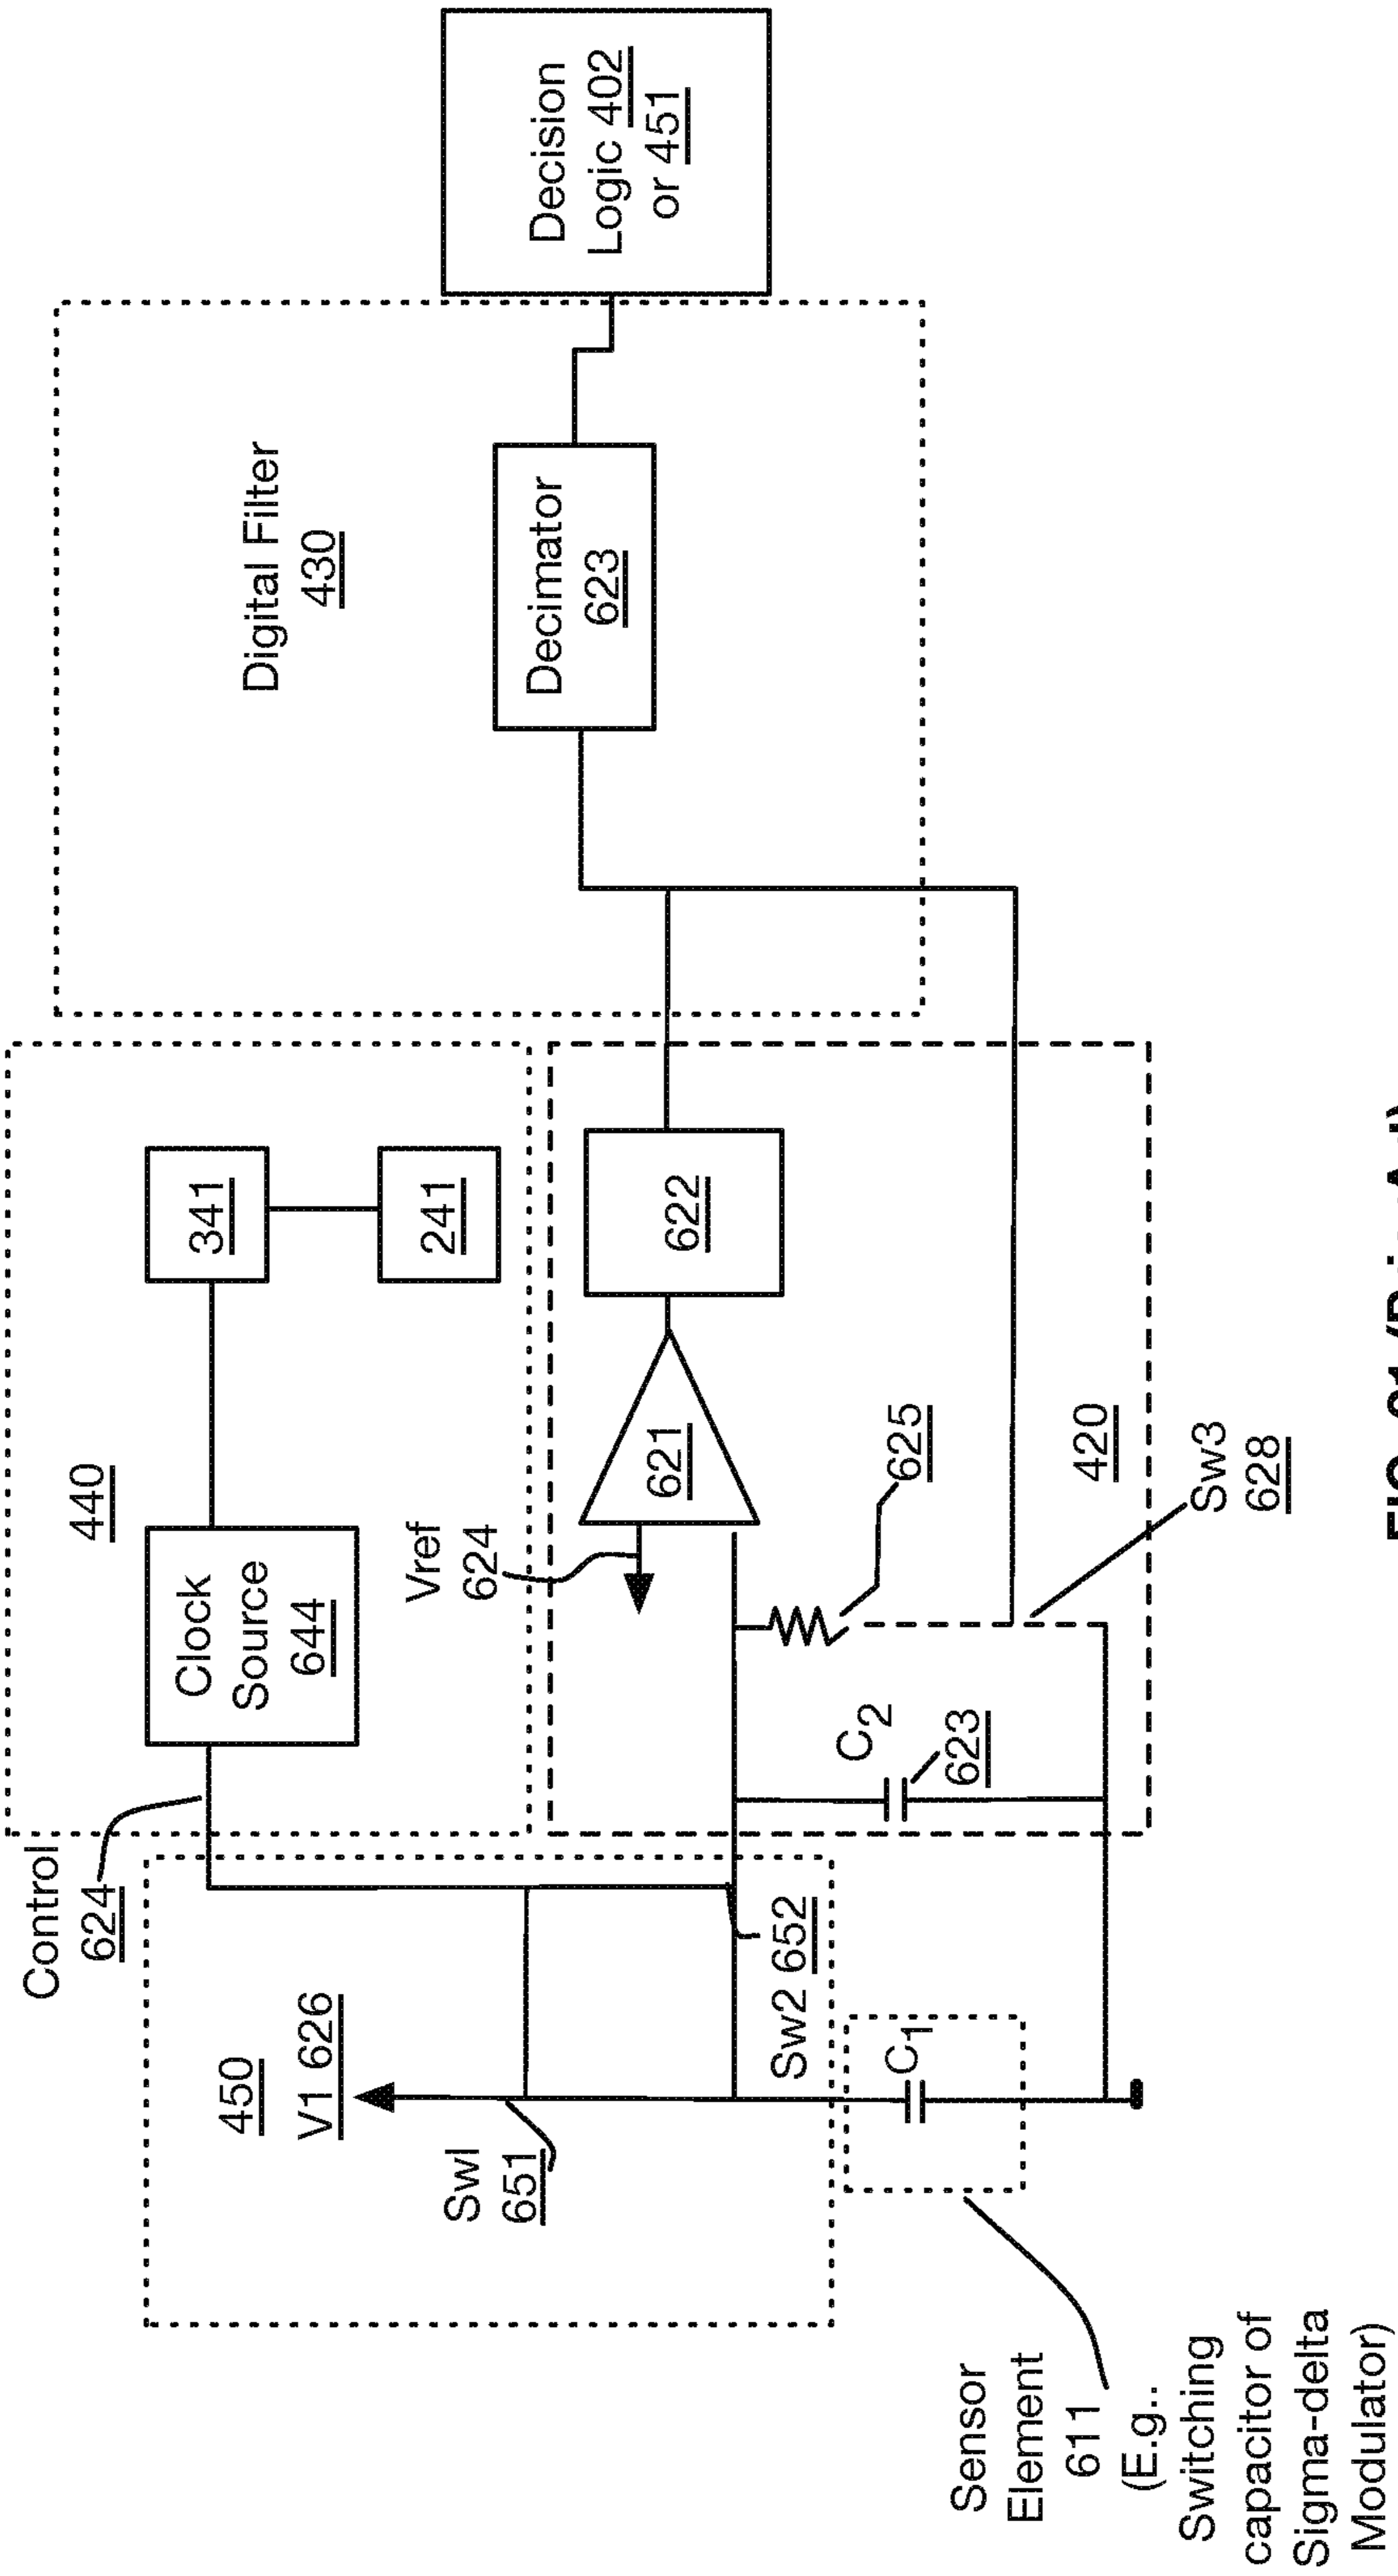 Decision
Logic 402
or 451
Digital Filter
430
Decimator
623
440
Clock
Source
644
341
241
Control
624
450
V1 626
Swl
651
Sw2 652
Vref
624
621
622
625
C2
623
420
Sw3
628
C1
Sensor
Element
611
(E.g..
Switching
capacitor of
Sigma-delta
Modulator)